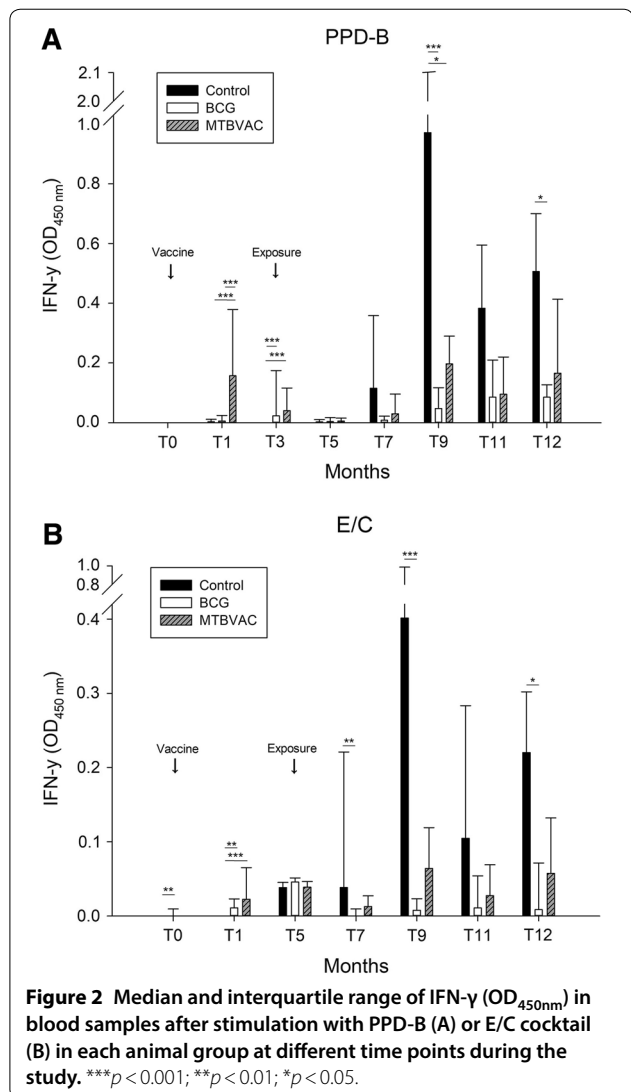 A
PPD-B
2.1
2.0
1.0
0.8
0.6
0.4
0.2
0.0
IFN-y (OD450 nm)
Control
BCG
MTBVAC
Vaccine
↓
Exposure
↓
***
***
***
***
***
*
*
T0 T1 T3 T5 T7 T9 T11 T12
Months
B
E/C
1.0
0.8
0.4
0.3
0.2
0.1
0.0
IFN-y (OD450 nm)
Control
BCG
MTBVAC
Vaccine
↓
Exposure
↓
**
**
***
**
***
*
T0 T1 T5 T7 T9 T11 T12
Months
Figure 2 Median and interquartile range of IFN-γ (OD450nm) in
blood samples after stimulation with PPD-B (A) or E/C cocktail
(B) in each animal group at different time points during the
study. ***p < 0.001; **p < 0.01; *p < 0.05.